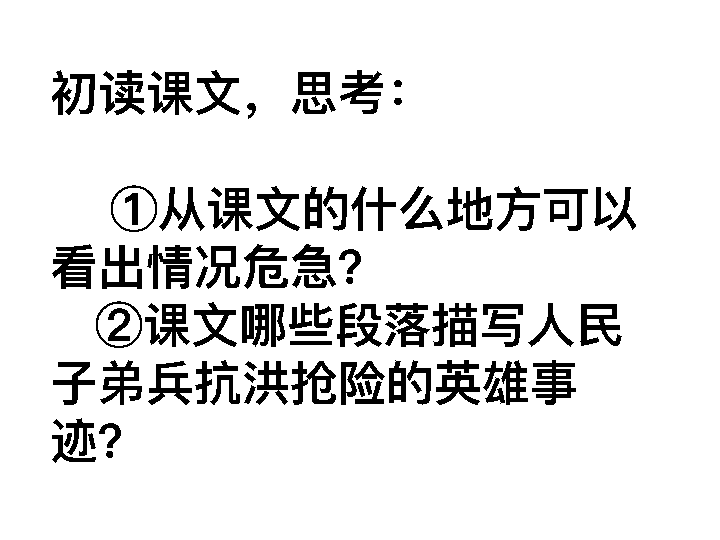 初读课文，思考：
①从课文的什么地方可以
看出情况危急？
②课文哪些段落描写人民
子弟兵抗洪抢险的英雄事
迹？